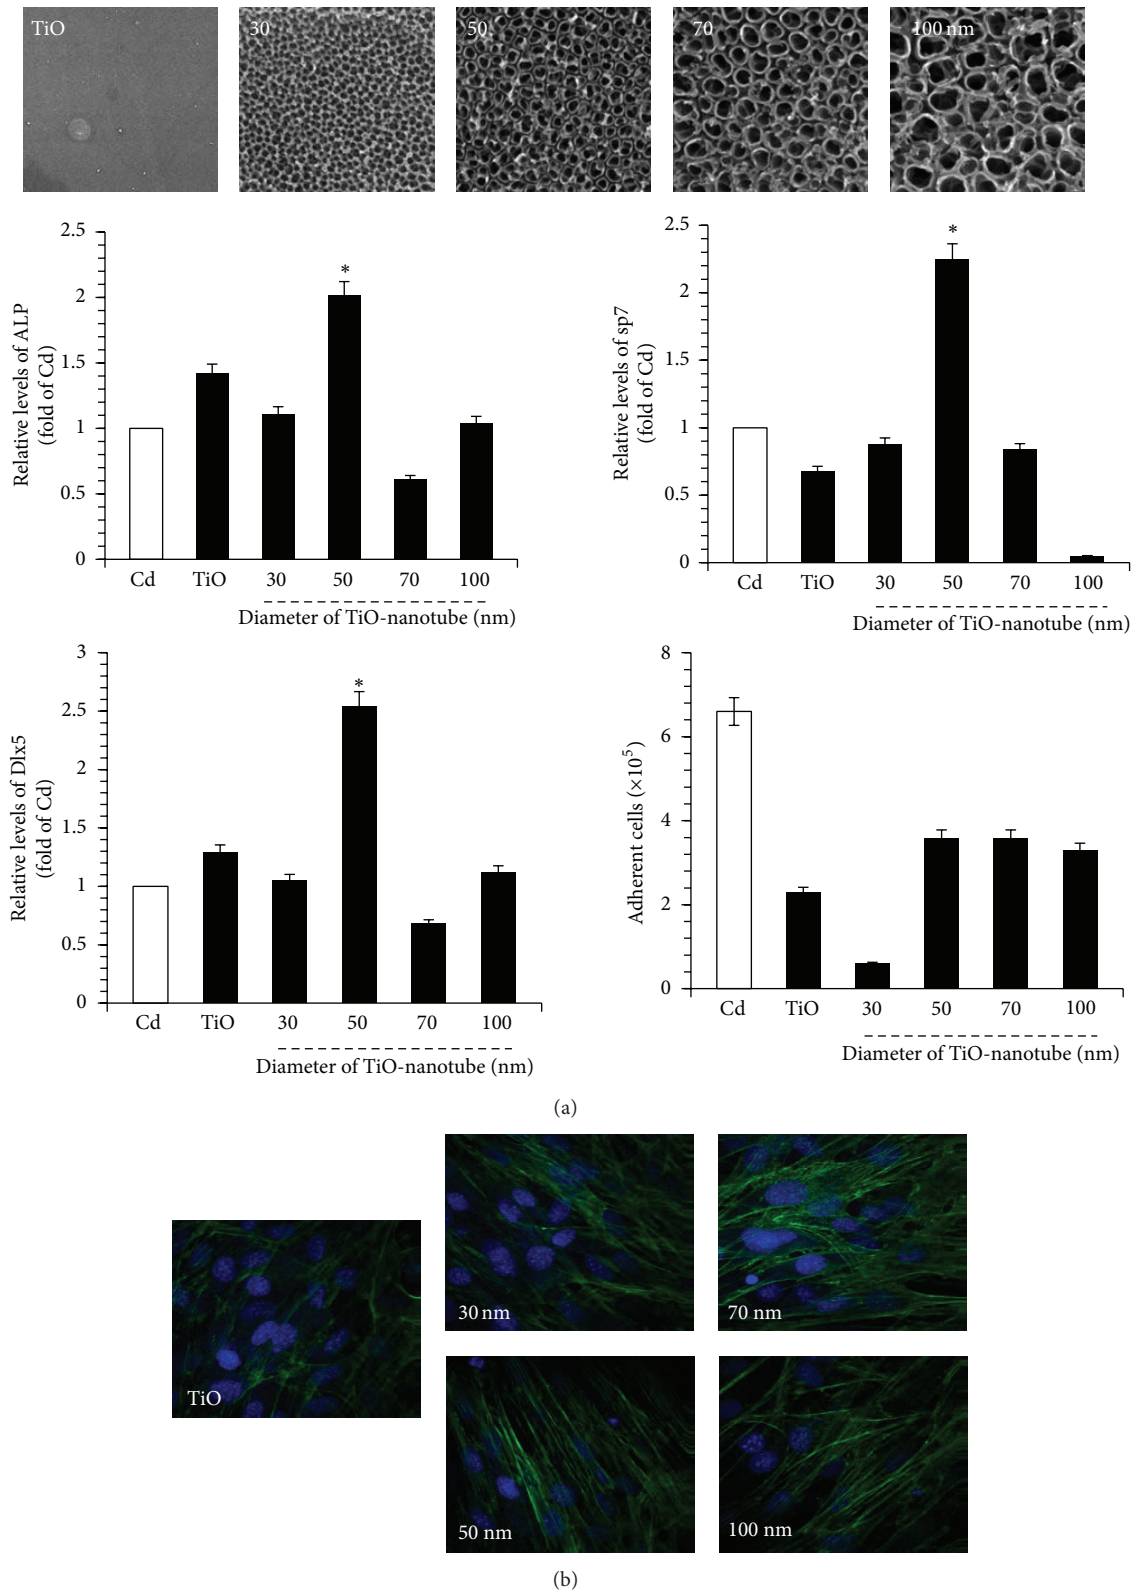 TiO
30
50
70
100 nm
Relative levels of ALP
(fold of Cd)
2.5
2
1.5
1
0.5
0
*
Cd TiO 30 50 70 100
Diameter of TiO-nanotube (nm)
Relative levels of sp7
(fold of Cd)
2.5
2
1.5
1
0.5
0
*
Cd TiO 30 50 70 100
Diameter of TiO-nanotube (nm)
Relative levels of Dlx5
(fold of Cd)
3
2.5
2
1.5
1
0.5
0
*
Cd TiO 30 50 70 100
Diameter of TiO-nanotube (nm)
Adherent cells (×10⁵)
8
6
4
2
0
Cd TiO 30 50 70 100
Diameter of TiO-nanotube (nm)
(a)
TiO
30 nm
70 nm
50 nm
100 nm
(b)